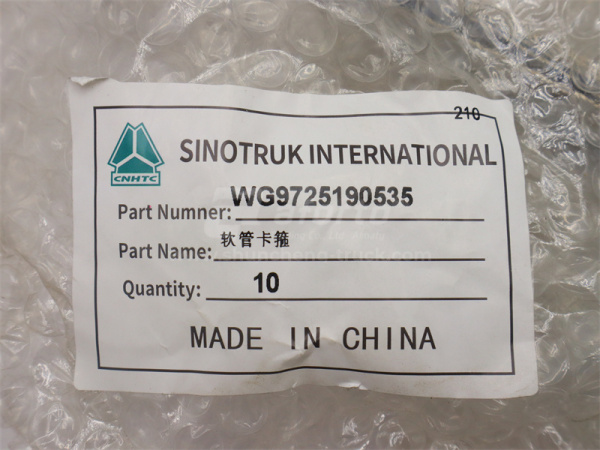 210
SINOTRUK INTERNATIONAL
CNHTC
Part Numner: WG9725190535
Part Name: 软管卡箍
Quantity: 10
MADE IN CHINA